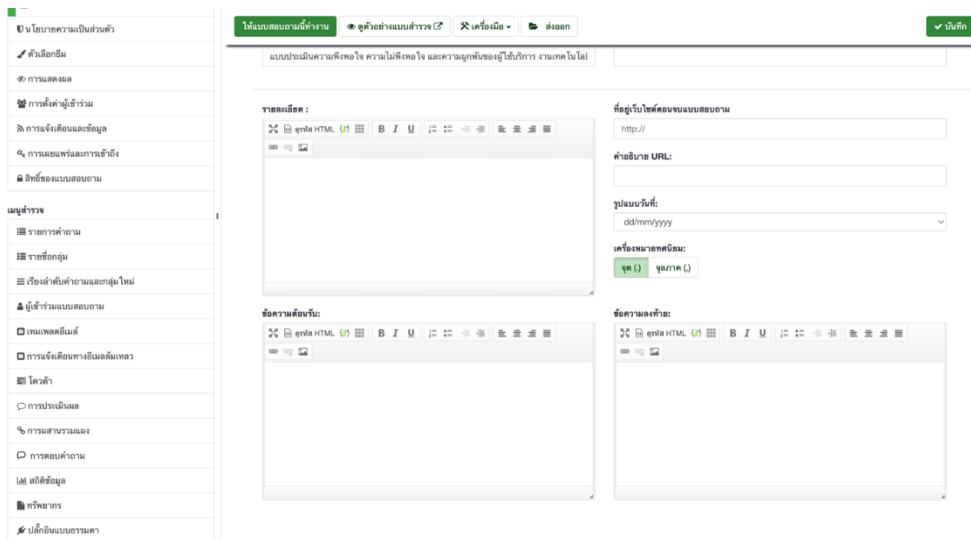 นโยบายความเป็นส่วนตัว
ตัวเลือกธีม
การแสดงผล
การตั้งค่าผู้เข้าร่วม
การแจ้งเตือนและข้อมูล
การเผยแพร่และการเข้าถึง
สิทธิ์ของแบบสอบถาม
เมนูสำรวจ
รายการคำถาม
รายชื่อกลุ่ม
เรียงลำดับคำถามและกลุ่มใหม่
ผู้เข้าร่วมแบบสอบถาม
เทมเพลตอีเมล์
การแจ้งเตือนทางอีเมลล้มเหลว
โควต้า
การประเมินผล
การผสานรวมแผง
การตอบคำถาม
สถิติข้อมูล
ทรัพยากร
ปลั๊กอินแบบธรรมดา
ให้แบบสอบถามนี้ทำงาน ดูตัวอย่างแบบสำรวจ เครื่องมือ ส่งออก บันทึก
แบบประเมินความพึงพอใจ ความไม่พึงพอใจ และความผูกพันของผู้ใช้บริการ งานเทคโนโลยี
รายละเอียด :
ดูรหัส HTML B I U
ที่อยู่เว็บไซต์ตอนจบแบบสอบถาม
http://
คำอธิบาย URL:
รูปแบบวันที่:
dd/mm/yyyy
เครื่องหมายทศนิยม:
จุด (.) จุลภาค (,)
ข้อความต้อนรับ:
ดูรหัส HTML B I U
ข้อความลงท้าย:
ดูรหัส HTML B I U